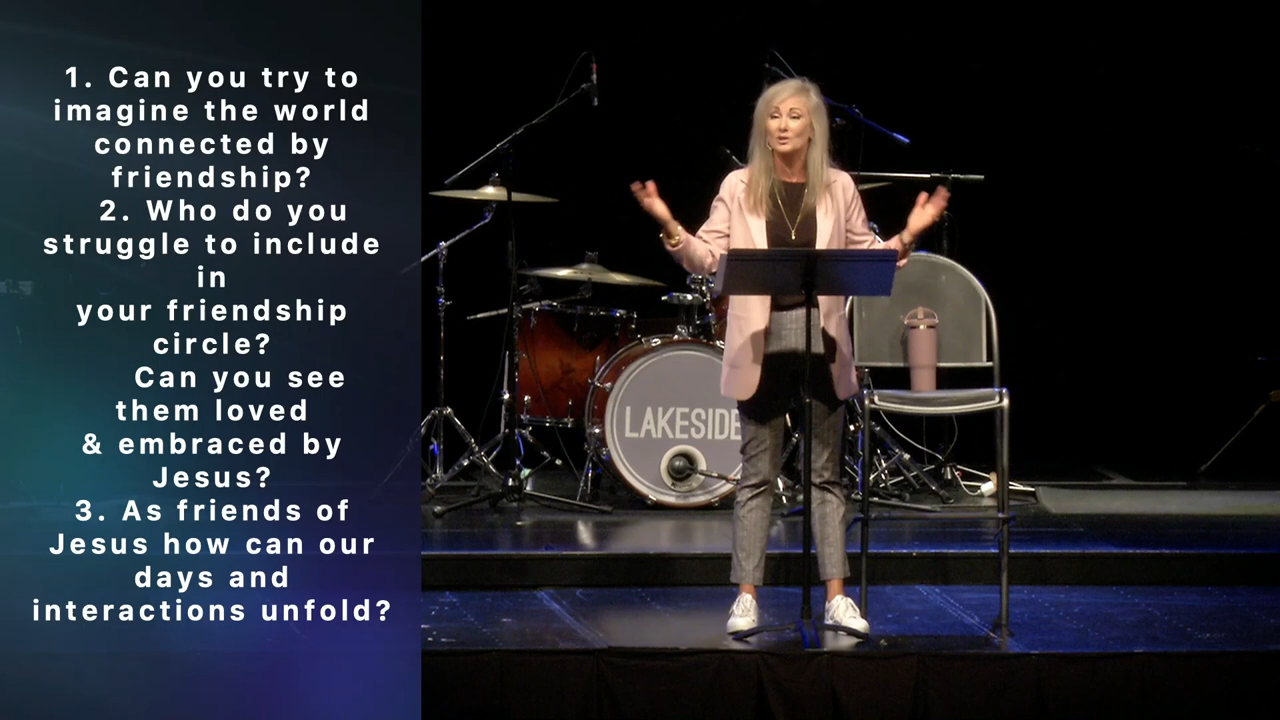 1. Can you try to
imagine the world
connected by
friendship?
2. Who do you
struggle to include
in
your friendship
circle?
Can you see
them loved
& embraced by
Jesus?
3. As friends of
Jesus how can our
days and
interactions unfold?
LAKESIDE